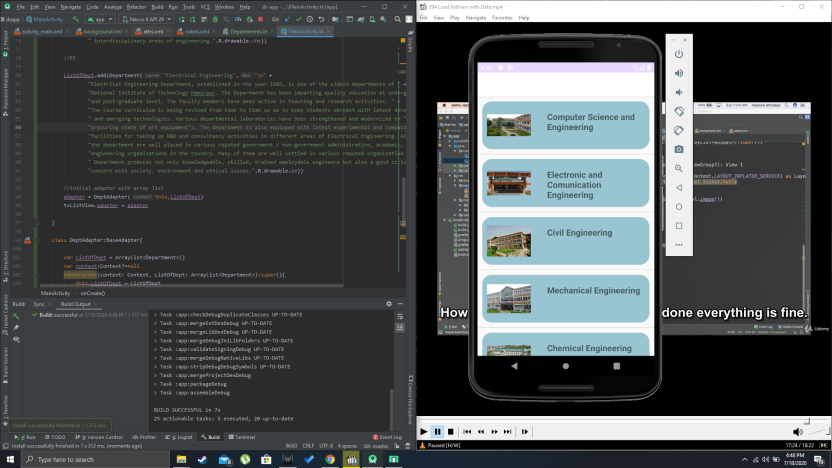 File Edit View Navigate Code Analyze Refactor Build Run Tools VCS Window Help ds-app - MainActivity.kt [app]
dsapp MainActivity app Nexus 6 API 29
activity_main.xml background.xml attrs.xml colors.xml Department.kt MainActivity.kt
" interdisciplinary areas of engineering.",R.drawable.che))
//EE
ListOfDept.add(Department( name: "Electrical Engineering", des: "\n" +
"Electrical Engineering Department, established in the year 1986, is one of the oldest departments of
"National Institute of Technology Hamirpur. The Department has been imparting quality education at under
"and post-graduate level. The faculty members have been active in teaching and research activities. "
"The course curriculum is being revised from time to time so as to keep students abreast with latest
"and emerging technologies. Various departmental laboratories have been strengthened and modernized by
"procuring state of art equipment's. The department is also equipped with latest experimental and computa
"facilities for taking up R&D and consultancy activities in different areas of Electrical Engineering.
"the department are well placed in various reputed government / non-government administrative, academi,
"engineering organizations in the country. Many of them are well settled in various reputed organization
" Department produces not only knowledgeable, skilled, trained employable engineers but also a good citi
"concern with society, environment and ethical issues.",R.drawable.ee))
//initial adapter with array list
adapter = DeptAdapter( context: this,ListOfDept)
tvListView.adapter = adapter
}
class DeptAdapter:BaseAdapter{
var ListOfDept = ArrayList<Department>()
var context:Context?=null
constructor(context: Context, ListOfDept: ArrayList<Department>):super(){
this.ListOfDept = ListOfDept
MainActivity onCreate()
Build: Sync Build Output
Build: successful at 7/18/2020 4:48 PM
> Task :app:checkDebugDuplicateClasses UP-TO-DATE
> Task :app:mergeExtDexDebug UP-TO-DATE
> Task :app:mergeLibDexDebug UP-TO-DATE
> Task :app:mergeDebugJniLibFolders UP-TO-DATE
> Task :app:validateSigningDebug UP-TO-DATE
> Task :app:mergeDebugNativeLibs UP-TO-DATE
> Task :app:stripDebugDebugSymbols UP-TO-DATE
> Task :app:mergeProjectDexDebug
> Task :app:packageDebug
> Task :app:assembleDebug
BUILD SUCCESSFUL in 7s
25 actionable tasks: 5 executed, 20 up-to-date
Install successfully finished in 1 s 312 ms.
4: Run TODO 9: Version Control Profiler 6: Logcat Build Terminal Event Log
Install successfully finished in 1 s 312 ms. (moments ago) CRLF UTF-8 4 spaces Git: master
094 Load listView with Data.mp4
File View Play Navigate Favorites Help
Computer Science and
Engineering
Electronic and
Comunication
Engineering
Civil Engineering
Mechanical Engineering
Chemical Engineering
How
done everything is fine.
Udemy
Paused [H/W]
17:24 / 18:22
Type here to search
4:48 PM
7/18/2020